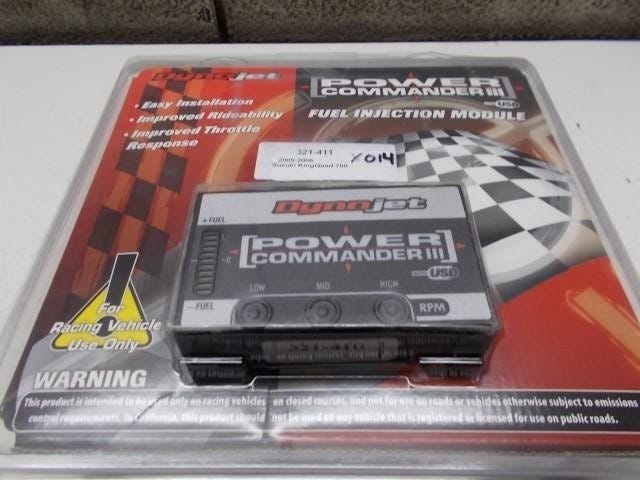 Dynojet
POWER
COMMANDER III
USB
FUEL INJECTION MODULE
• Easy Installation
• Improved Rideability
• Improved Throttle
Response
321-411
2005-2006
Suzuki KingQuad 700
X014
Dynojet
+ FUEL
POWER
COMMANDER III
USB
- 0
LOW MID HIGH
- FUEL
RPM
321-410
For
Racing Vehicle
Use Only
WARNING
This product is intended to be used only on racing vehicles on closed courses, and not for use on roads or vehicles otherwise subject to emissions
control requirements. In California, this product should not be used on any vehicle that is registered or licensed for use on public roads.